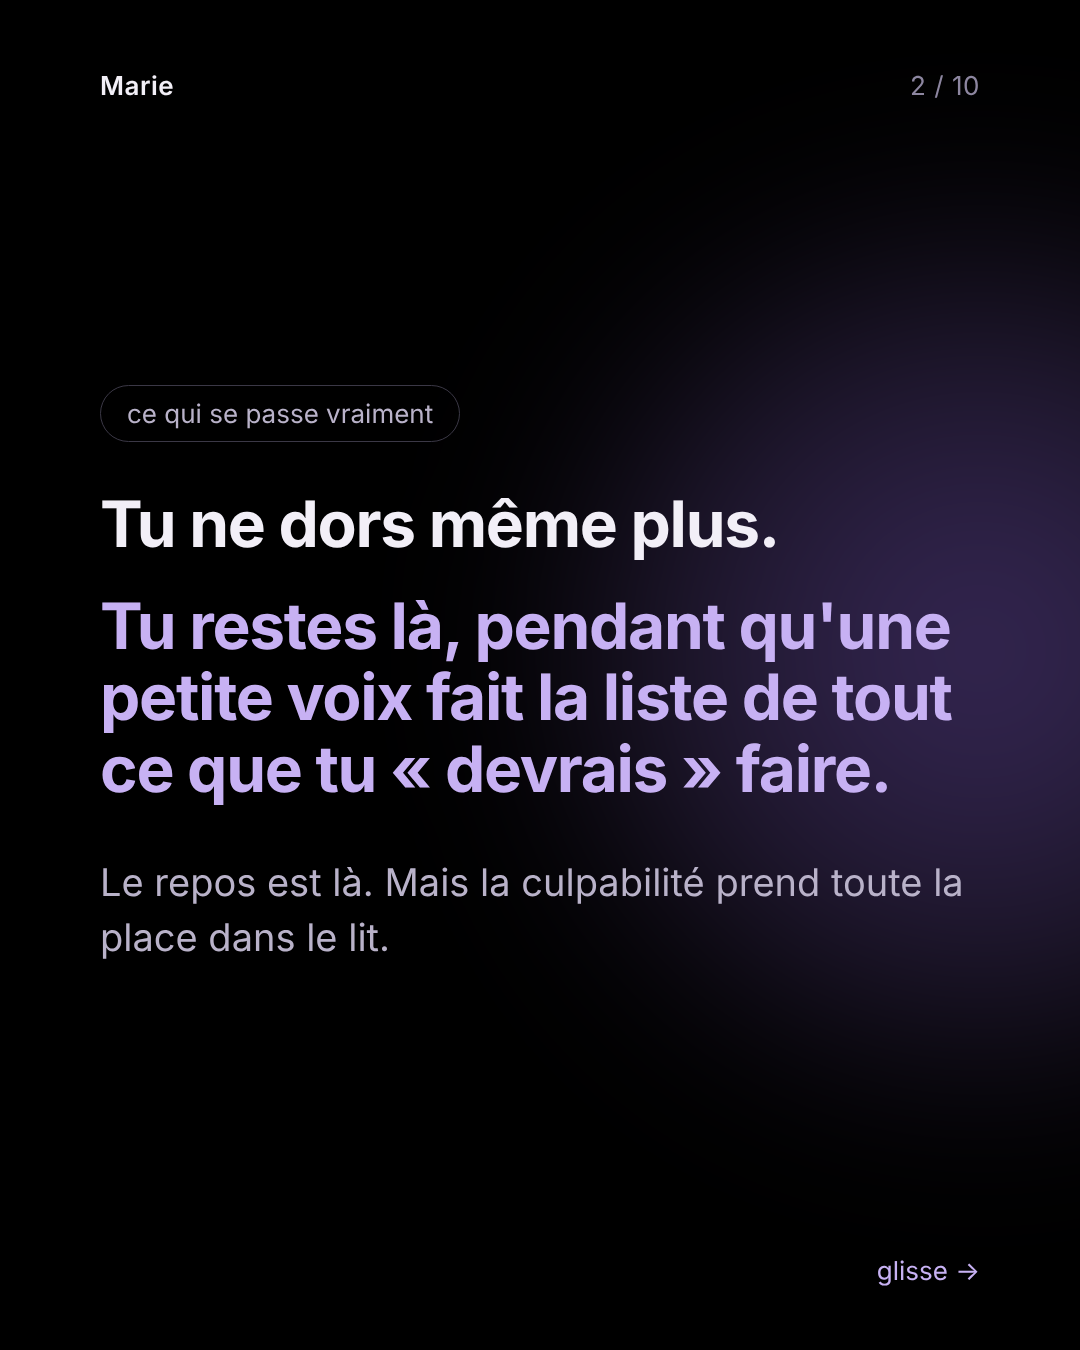 Marie
2 / 10
ce qui se passe vraiment
Tu ne dors même plus.
Tu restes là, pendant qu'une
petite voix fait la liste de tout
ce que tu « devrais » faire.
Le repos est là. Mais la culpabilité prend toute la
place dans le lit.
glisse →